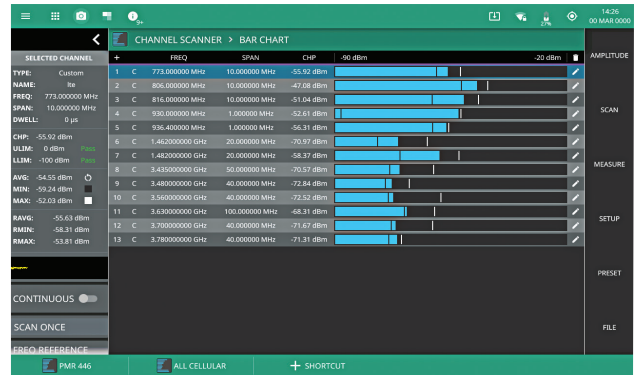 9+
27%
14:26
00 MAR 0000
CHANNEL SCANNER > BAR CHART
SELECTED CHANNEL
TYPE: Custom
NAME: lte
FREQ: 773.000000 MHz
SPAN: 10.000000 MHz
DWELL: 0 µs
CHP: -55.92 dBm
ULIM: 0 dBm Pass
LLIM: -100 dBm Pass
AVG: -54.55 dBm
MIN: -59.24 dBm
MAX: -52.03 dBm
RAVG: -55.63 dBm
RMIN: -58.31 dBm
RMAX: -53.81 dBm
CONTINUOUS
SCAN ONCE
FREQ REFERENCE
+ FREQ SPAN CHP -90 dBm -20 dBm
1 C 773.000000 MHz 10.000000 MHz -55.92 dBm
2 C 806.000000 MHz 10.000000 MHz -47.08 dBm
3 C 816.000000 MHz 10.000000 MHz -51.04 dBm
4 C 930.000000 MHz 1.000000 MHz -52.61 dBm
5 C 936.400000 MHz 1.000000 MHz -56.31 dBm
6 C 1.462000000 GHz 20.000000 MHz -70.97 dBm
7 C 1.482000000 GHz 20.000000 MHz -58.37 dBm
8 C 3.435000000 GHz 50.000000 MHz -70.57 dBm
9 C 3.480000000 GHz 40.000000 MHz -72.84 dBm
10 C 3.560000000 GHz 40.000000 MHz -72.52 dBm
11 C 3.630000000 GHz 100.000000 MHz -68.31 dBm
12 C 3.700000000 GHz 40.000000 MHz -71.67 dBm
13 C 3.780000000 GHz 40.000000 MHz -71.31 dBm
AMPLITUDE
SCAN
MEASURE
SETUP
PRESET
FILE
PMR 446
ALL CELLULAR
+ SHORTCUT